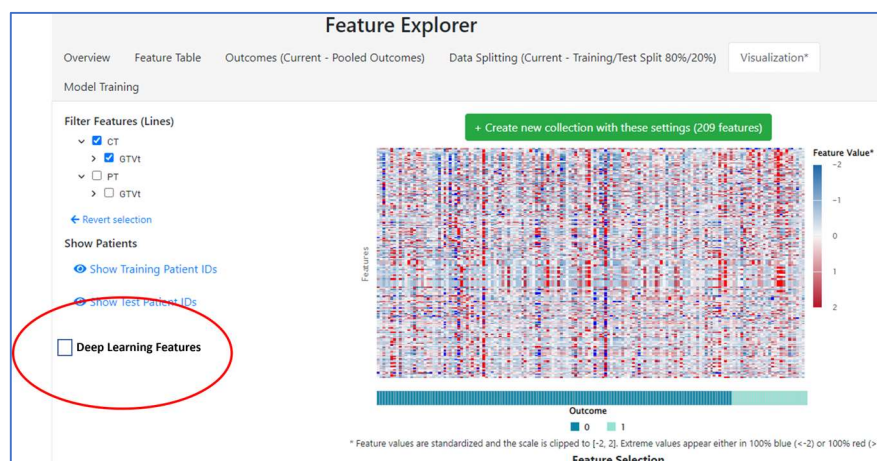 Feature Explorer
Overview Feature Table Outcomes (Current - Pooled Outcomes) Data Splitting (Current - Training/Test Split 80%/20%) Visualization*
Model Training
Filter Features (Lines)
CT
GTVt
PT
GTVt
Revert selection
Show Patients
Show Training Patient IDs
Show Test Patient IDs
Deep Learning Features
+ Create new collection with these settings (209 features)
Feature Value*
-2
-1
0
1
2
Features
Outcome
0 1
* Feature values are standardized and the scale is clipped to [-2, 2]. Extreme values appear either in 100% blue (<-2) or 100% red (>
Feature Selection